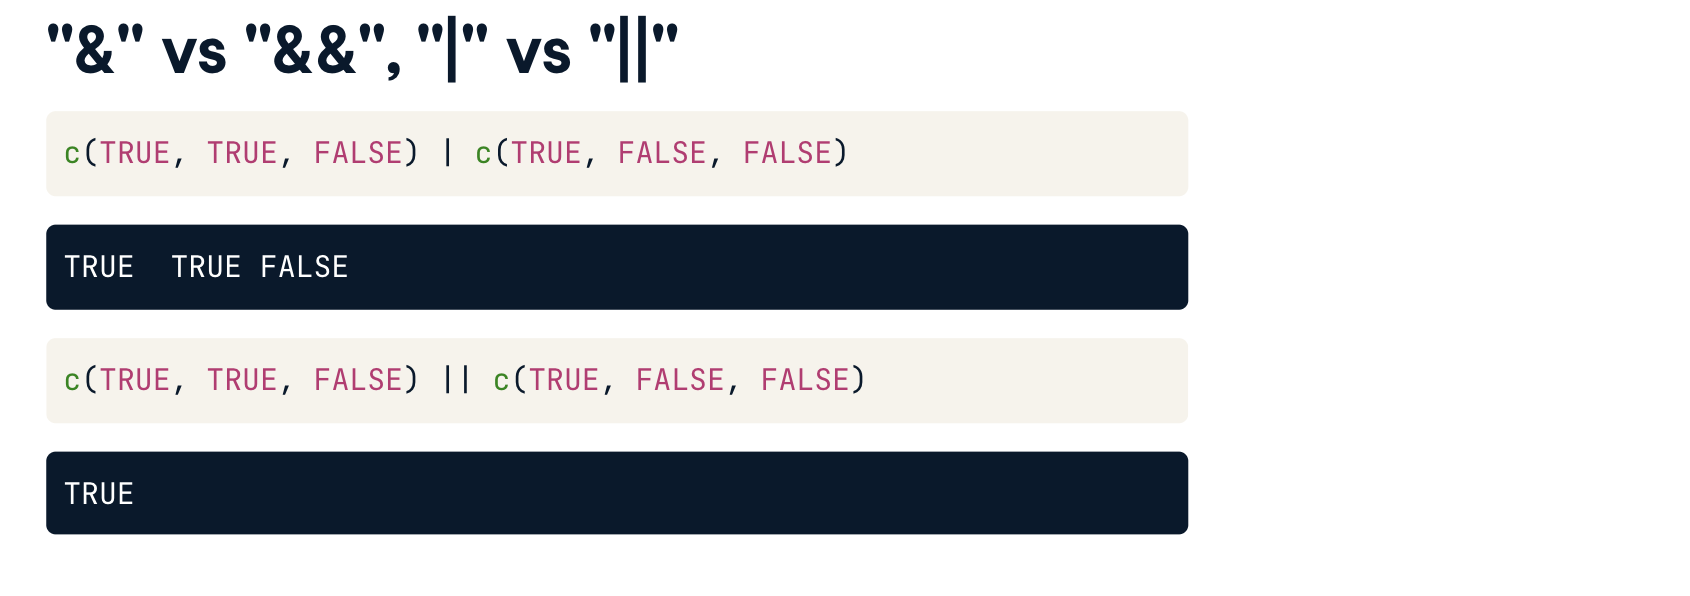 "&" vs "&&", "|" vs "||"
c(TRUE, TRUE, FALSE) | c(TRUE, FALSE, FALSE)
TRUE  TRUE FALSE
c(TRUE, TRUE, FALSE) || c(TRUE, FALSE, FALSE)
TRUE